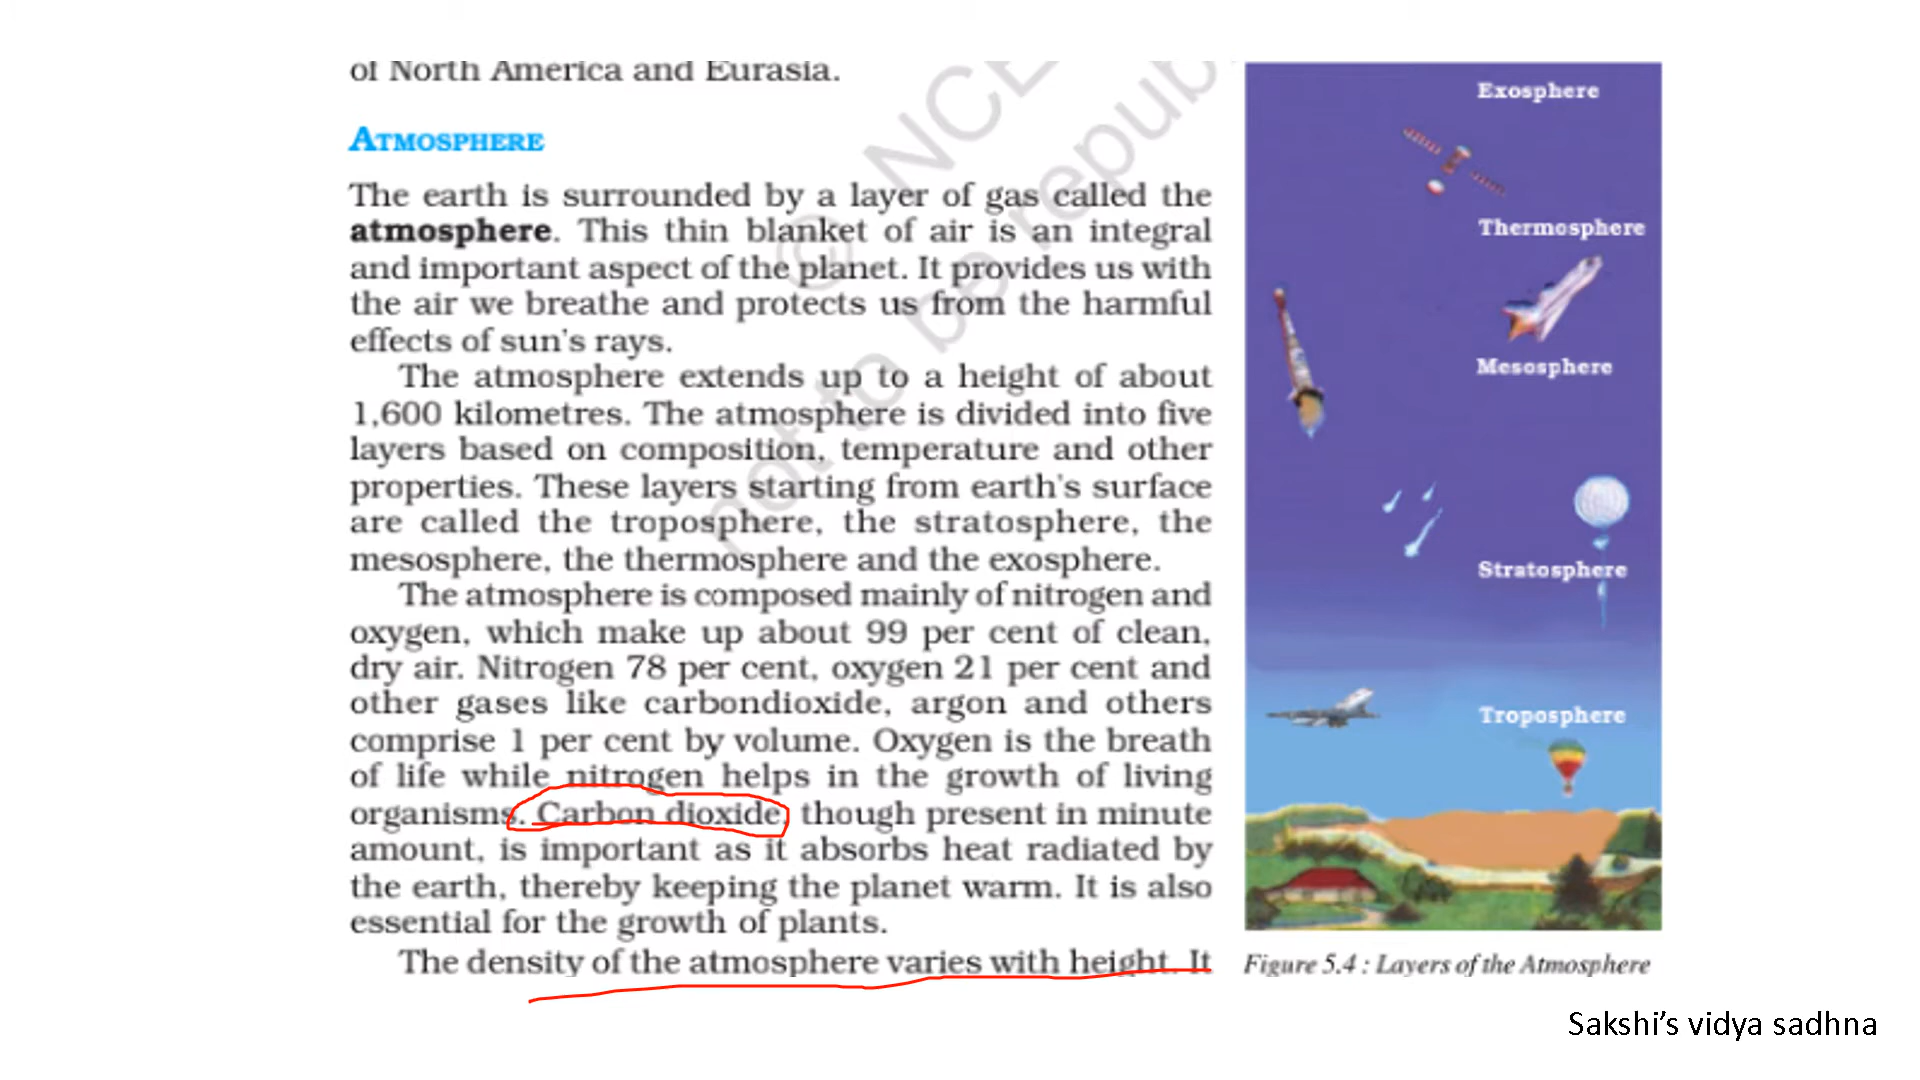 of North America and Eurasia.
ATMOSPHERE
The earth is surrounded by a layer of gas called the
atmosphere. This thin blanket of air is an integral
and important aspect of the planet. It provides us with
the air we breathe and protects us from the harmful
effects of sun's rays.
The atmosphere extends up to a height of about
1,600 kilometres. The atmosphere is divided into five
layers based on composition, temperature and other
properties. These layers starting from earth's surface
are called the troposphere, the stratosphere, the
mesosphere, the thermosphere and the exosphere.
The atmosphere is composed mainly of nitrogen and
oxygen, which make up about 99 per cent of clean,
dry air. Nitrogen 78 per cent, oxygen 21 per cent and
other gases like carbondioxide, argon and others
comprise 1 per cent by volume. Oxygen is the breath
of life while nitrogen helps in the growth of living
organisms. Carbon dioxide, though present in minute
amount, is important as it absorbs heat radiated by
the earth, thereby keeping the planet warm. It is also
essential for the growth of plants.
The density of the atmosphere varies with height. It
© NCE
not to be republ
Exosphere
Thermosphere
Mesosphere
Stratosphere
Troposphere
Figure 5.4 : Layers of the Atmosphere
Sakshi's vidya sadhna